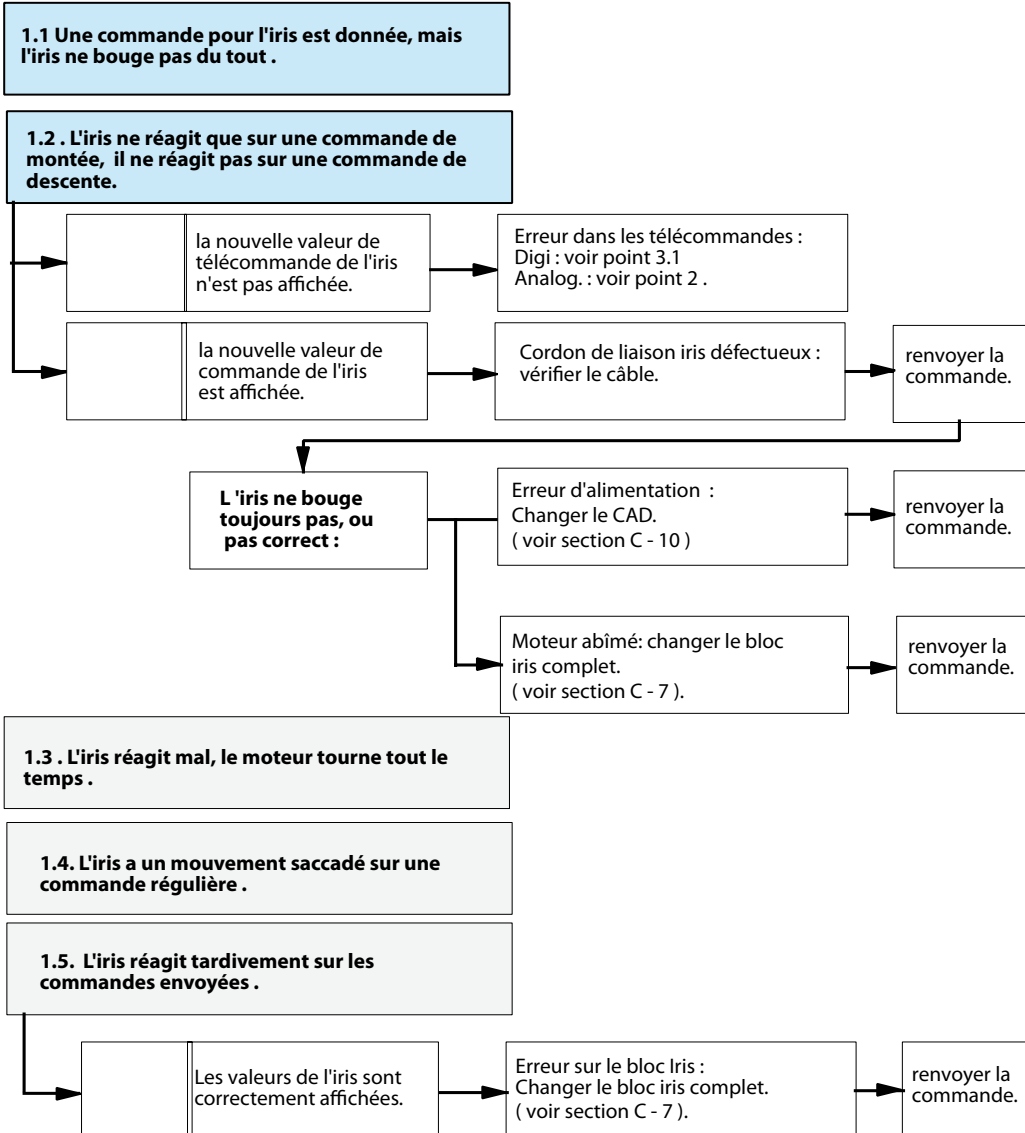 1.1 Une commande pour l'iris est donnée, mais
l'iris ne bouge pas du tout .
1.2 . L'iris ne réagit que sur une commande de
montée, il ne réagit pas sur une commande de
descente.
la nouvelle valeur de
télécommande de l'iris
n'est pas affichée.
Erreur dans les télécommandes :
Digi : voir point 3.1
Analog. : voir point 2 .
la nouvelle valeur de
commande de l'iris
est affichée.
Cordon de liaison iris défectueux :
vérifier le câble.
renvoyer la
commande.
L 'iris ne bouge
toujours pas, ou
pas correct :
Erreur d'alimentation :
Changer le CAD.
( voir section C - 10 )
renvoyer la
commande.
Moteur abîmé: changer le bloc
iris complet.
( voir section C - 7 ).
renvoyer la
commande.
1.3 . L'iris réagit mal, le moteur tourne tout le
temps .
1.4. L'iris a un mouvement saccadé sur une
commande régulière .
1.5. L'iris réagit tardivement sur les
commandes envoyées .
Les valeurs de l'iris sont
correctement affichées.
Erreur sur le bloc Iris :
Changer le bloc iris complet.
( voir section C - 7 ).
renvoyer la
commande.